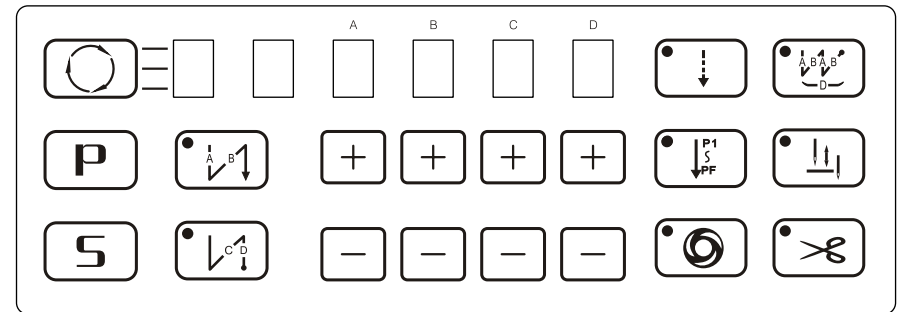 A B C D
A B A B
D
P
A B
+ + + +
P1
S
PF
S
C D
− − − −